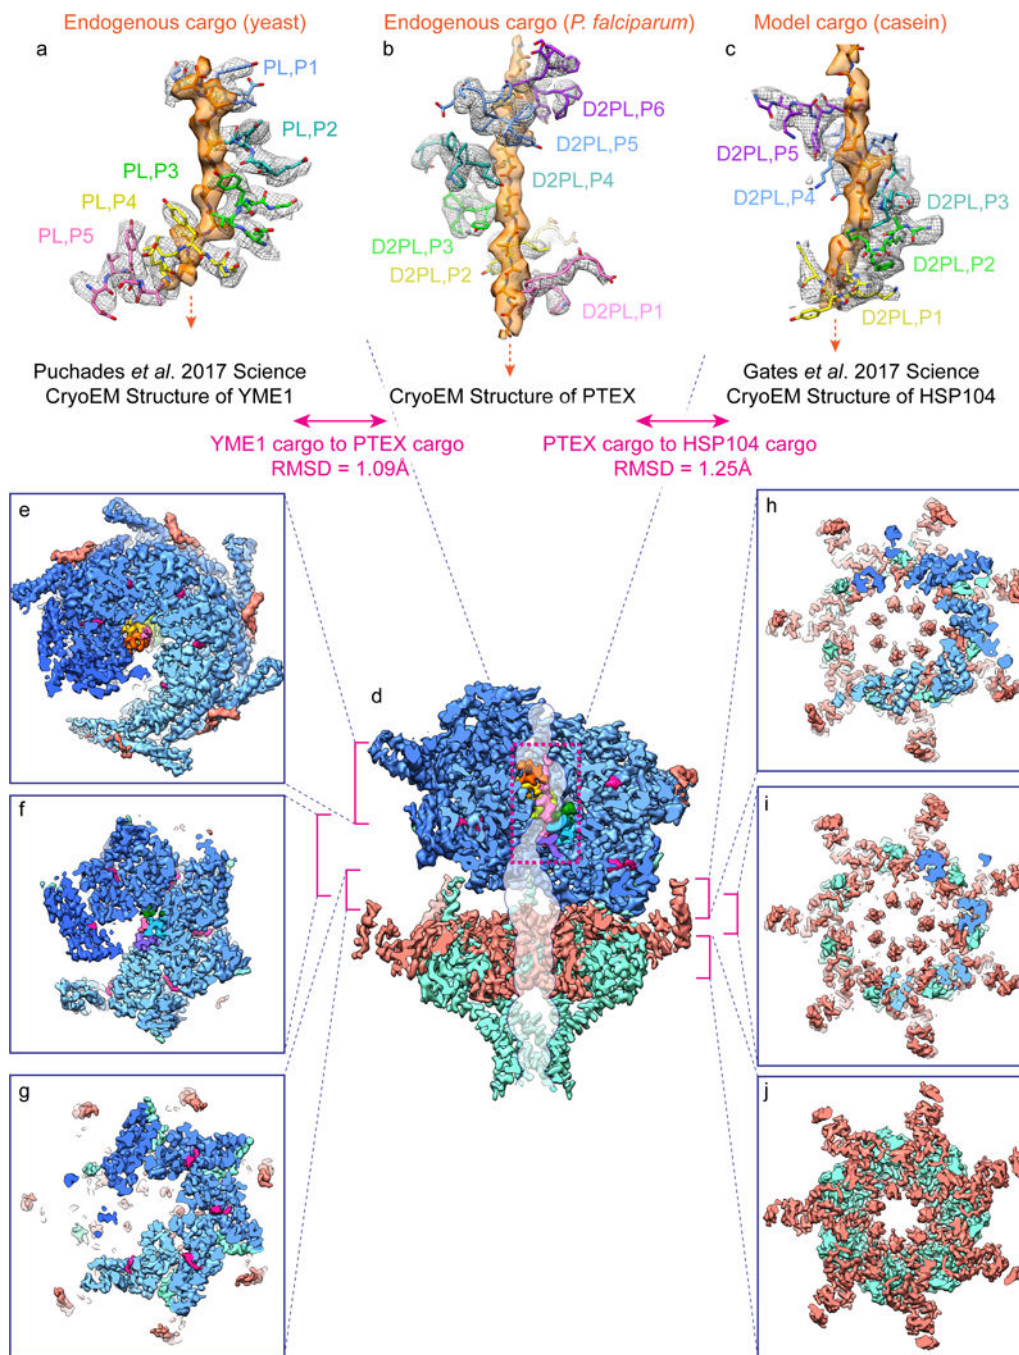 Endogenous cargo (yeast)
Endogenous cargo (P. falciparum)
Model cargo (casein)
a
PL,P1
PL,P2
PL,P3
PL,P4
PL,P5
b
D2PL,P6
D2PL,P5
D2PL,P4
D2PL,P3
D2PL,P2
D2PL,P1
c
D2PL,P5
D2PL,P4
D2PL,P3
D2PL,P2
D2PL,P1
Puchades et al. 2017 Science
CryoEM Structure of YME1
CryoEM Structure of PTEX
Gates et al. 2017 Science
CryoEM Structure of HSP104
YME1 cargo to PTEX cargo
RMSD = 1.09Å
PTEX cargo to HSP104 cargo
RMSD = 1.25Å
e
h
d
f
i
g
j